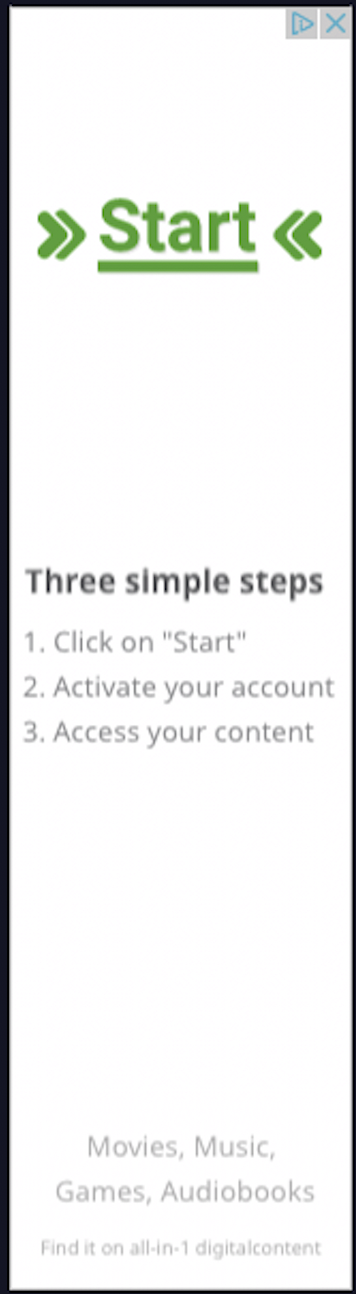 » Start «
Three simple steps
1. Click on "Start"
2. Activate your account
3. Access your content
Movies, Music,
Games, Audiobooks
Find it on all-in-1 digitalcontent